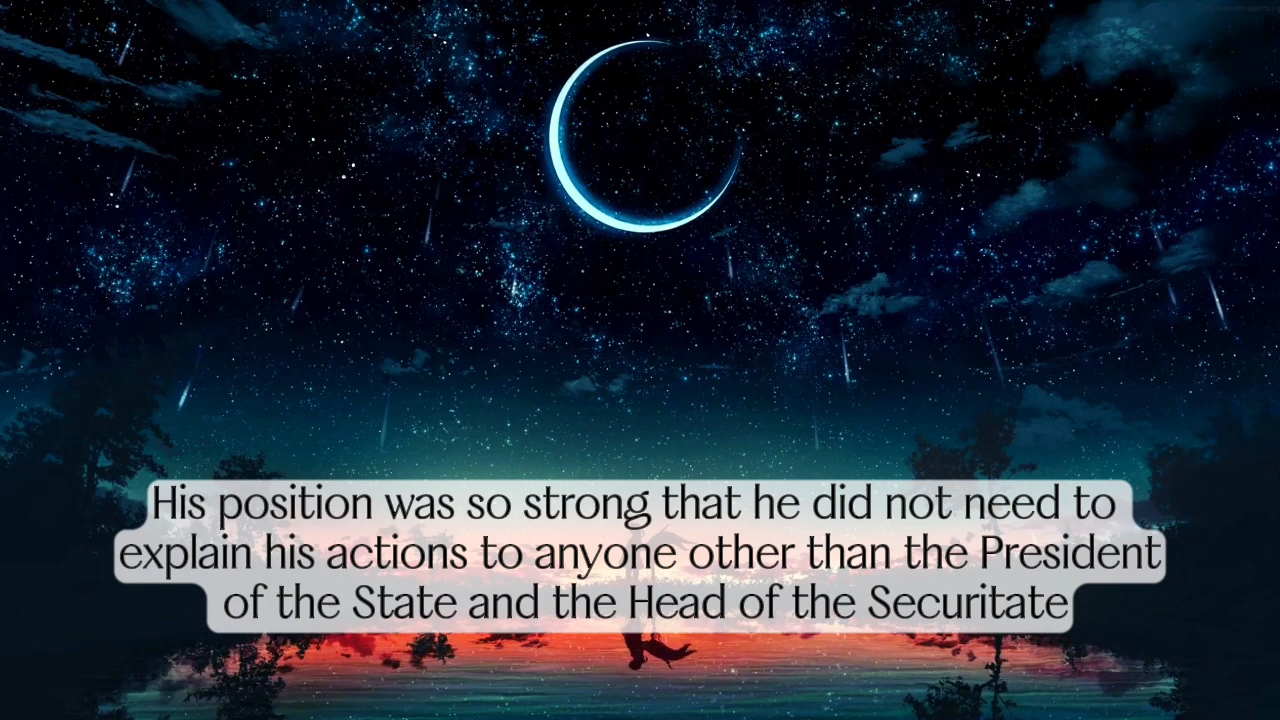 His position was so strong that he did not need to
explain his actions to anyone other than the President
of the State and the Head of the Securitate